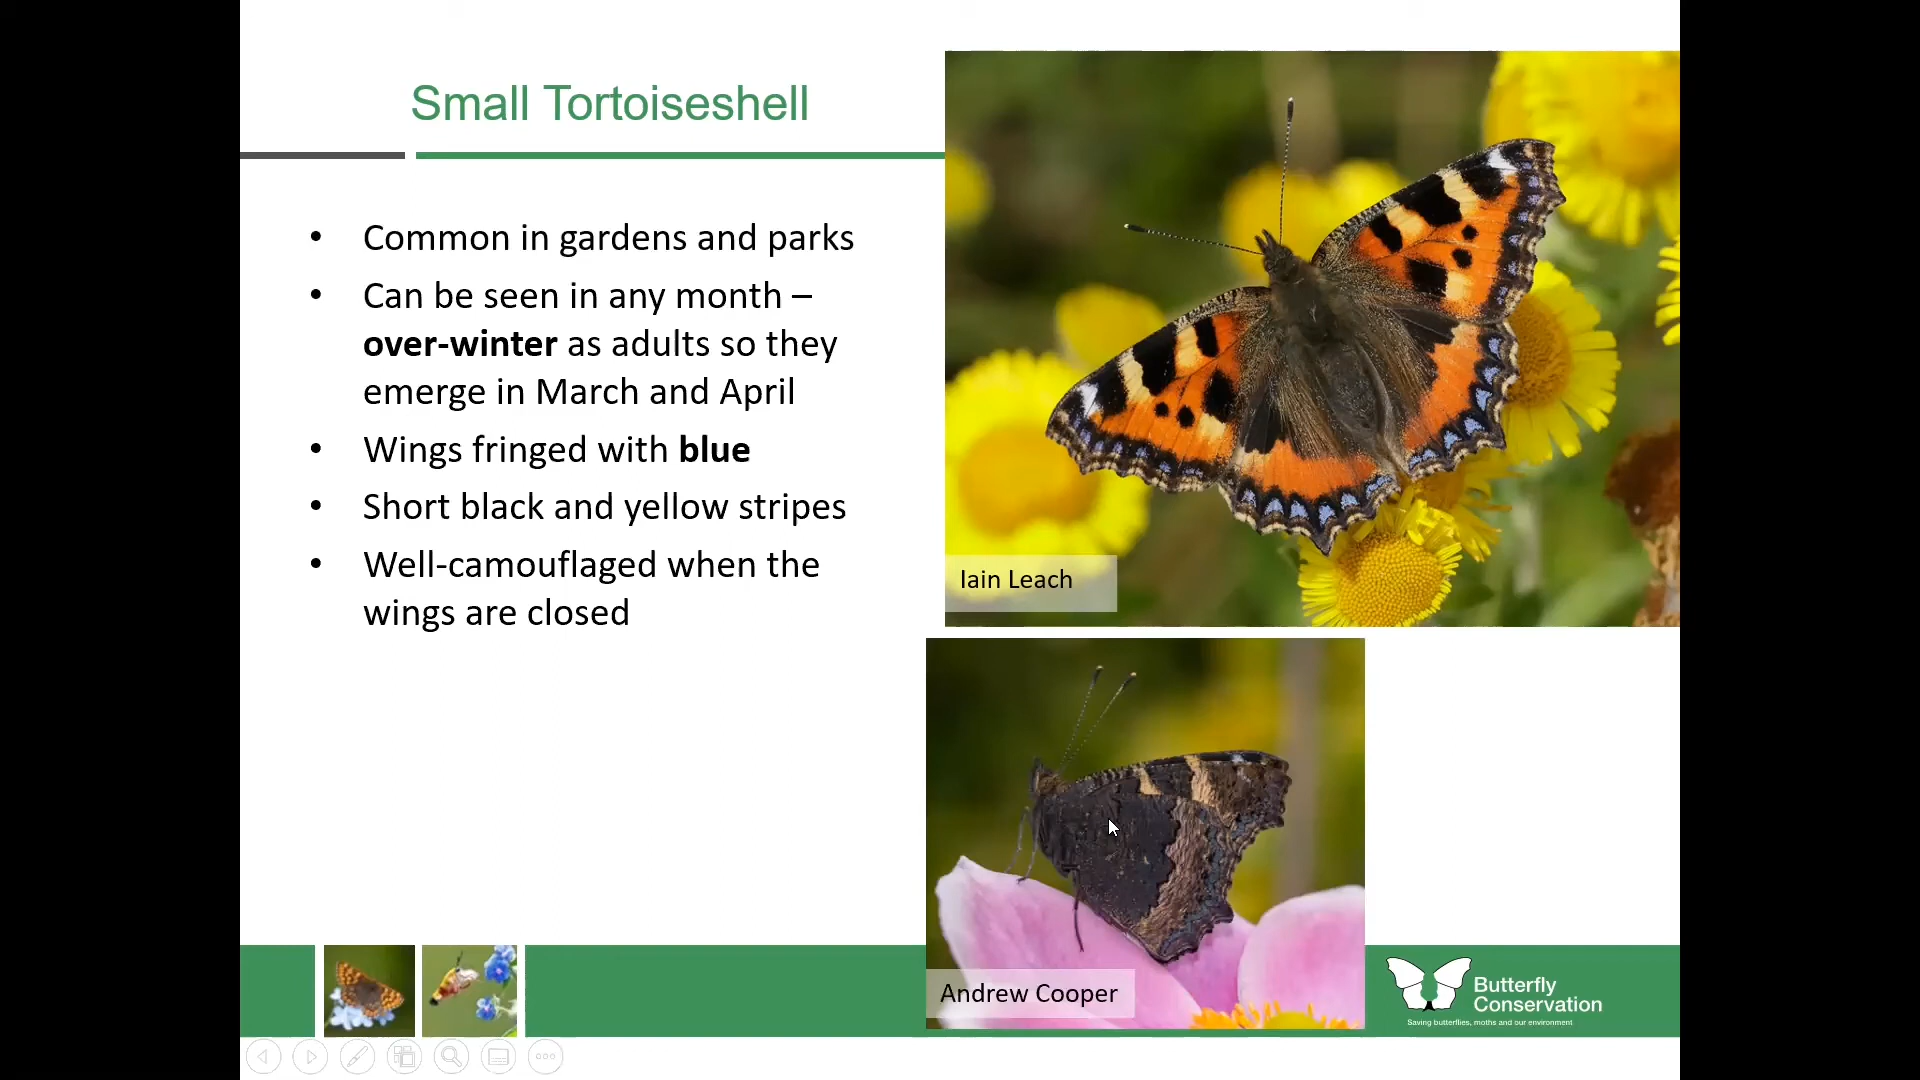 Small Tortoiseshell
• Common in gardens and parks
• Can be seen in any month –
over-winter as adults so they
emerge in March and April
• Wings fringed with blue
• Short black and yellow stripes
• Well-camouflaged when the
wings are closed
Iain Leach
Andrew Cooper
Butterfly
Conservation
Saving butterflies, moths and our environment